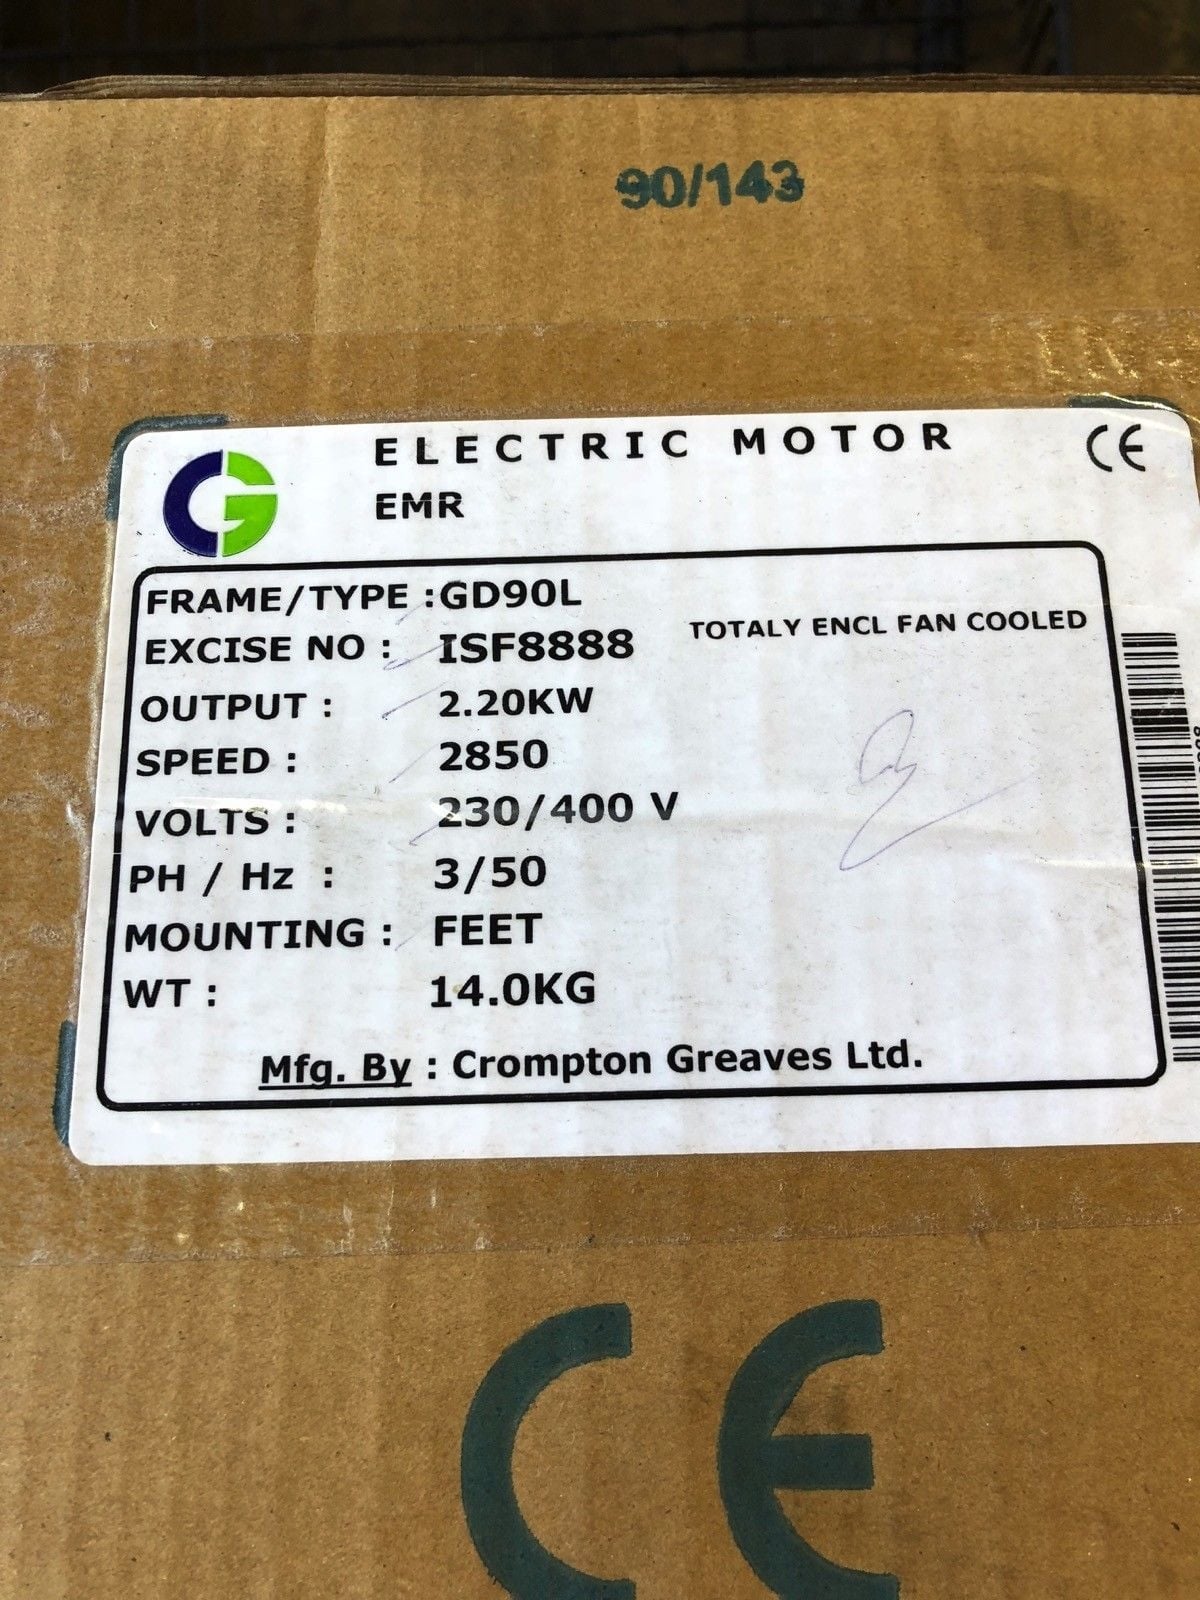 90/143
ELECTRIC MOTOR CE
EMR
FRAME/TYPE :GD90L
EXCISE NO : ISF8888
TOTALY ENCL FAN COOLED
OUTPUT : 2.20KW
SPEED : 2850
VOLTS : 230/400 V
PH / Hz : 3/50
MOUNTING : FEET
WT : 14.0KG
Mfg. By : Crompton Greaves Ltd.
CE